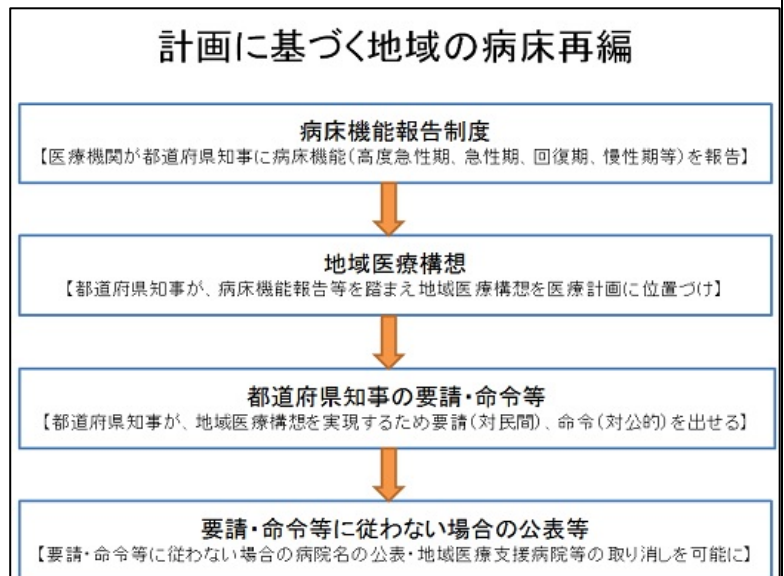 計画に基づく地域の病床再編
病床機能報告制度
【医療機関が都道府県知事に病床機能(高度急性期、急性期、回復期、慢性期等)を報告】
地域医療構想
【都道府県知事が、病床機能報告等を踏まえ地域医療構想を医療計画に位置づけ】
都道府県知事の要請・命令等
【都道府県知事が、地域医療構想を実現するため要請(対民間)、命令(対公的)を出せる】
要請・命令等に従わない場合の公表等
【要請・命令等に従わない場合の病院名の公表・地域医療支援病院等の取り消しを可能に】